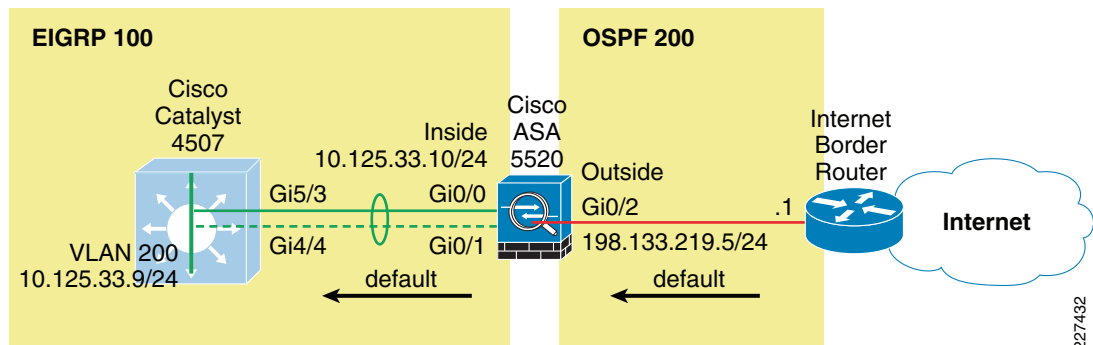 EIGRP 100
OSPF 200
Cisco
Catalyst
4507
Inside
10.125.33.10/24
Cisco
ASA
5520
Internet
Border
Router
Outside
Gi5/3
Gi0/0
Gi0/2
.1
Internet
VLAN 200
10.125.33.9/24
Gi4/4
Gi0/1
198.133.219.5/24
default
default
227432